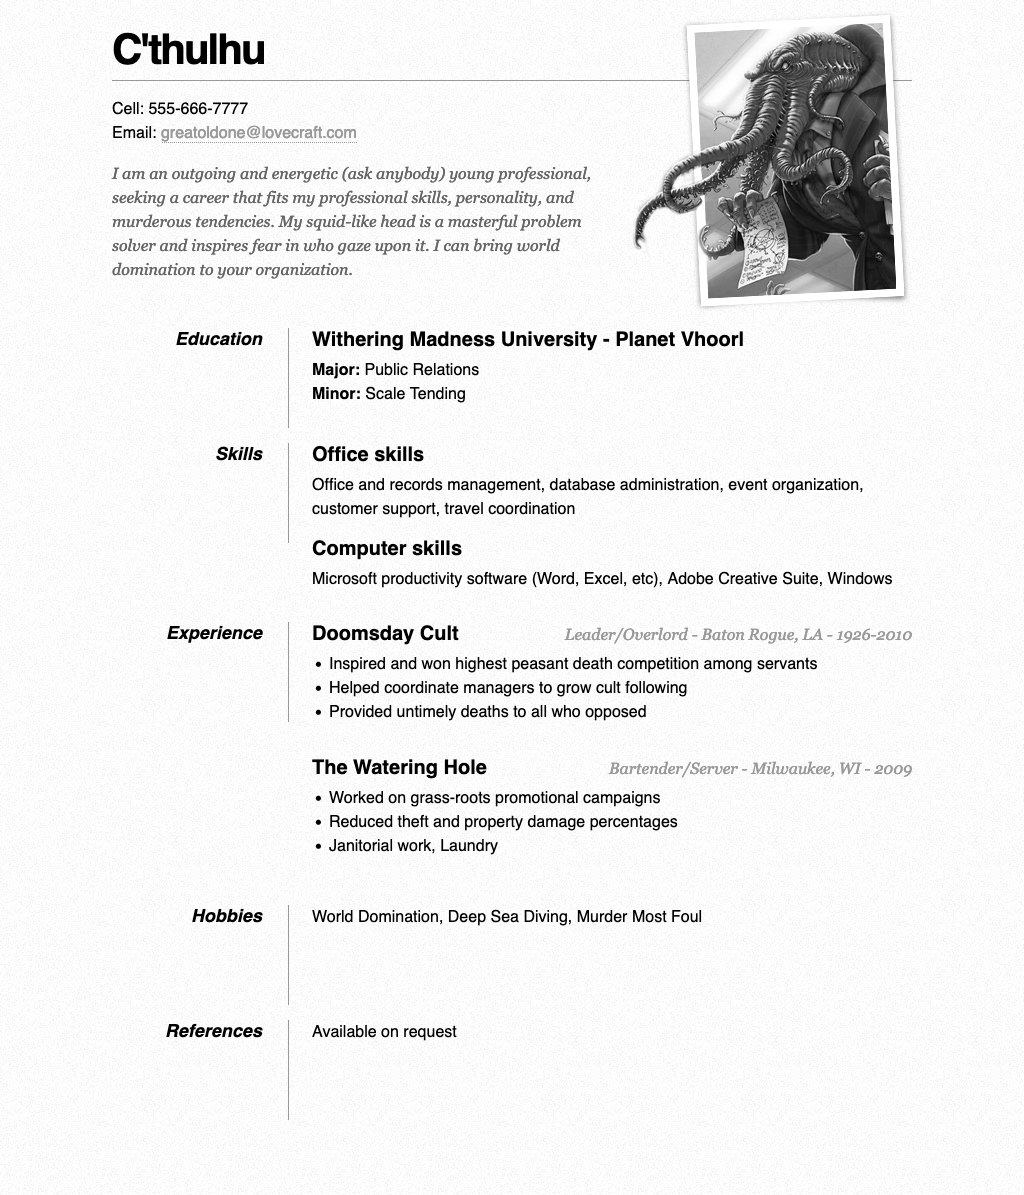 C'thulhu
Cell: 555-666-7777
Email: greatoldone@lovecraft.com
I am an outgoing and energetic (ask anybody) young professional,
seeking a career that fits my professional skills, personality, and
murderous tendencies. My squid-like head is a masterful problem
solver and inspires fear in who gaze upon it. I can bring world
domination to your organization.
Education
Withering Madness University - Planet Vhoorl
Major: Public Relations
Minor: Scale Tending
Skills
Office skills
Office and records management, database administration, event organization,
customer support, travel coordination
Computer skills
Microsoft productivity software (Word, Excel, etc), Adobe Creative Suite, Windows
Experience
Doomsday Cult
Leader/Overlord - Baton Rogue, LA - 1926-2010
• Inspired and won highest peasant death competition among servants
• Helped coordinate managers to grow cult following
• Provided untimely deaths to all who opposed
The Watering Hole
Bartender/Server - Milwaukee, WI - 2009
• Worked on grass-roots promotional campaigns
• Reduced theft and property damage percentages
• Janitorial work, Laundry
Hobbies
World Domination, Deep Sea Diving, Murder Most Foul
References
Available on request